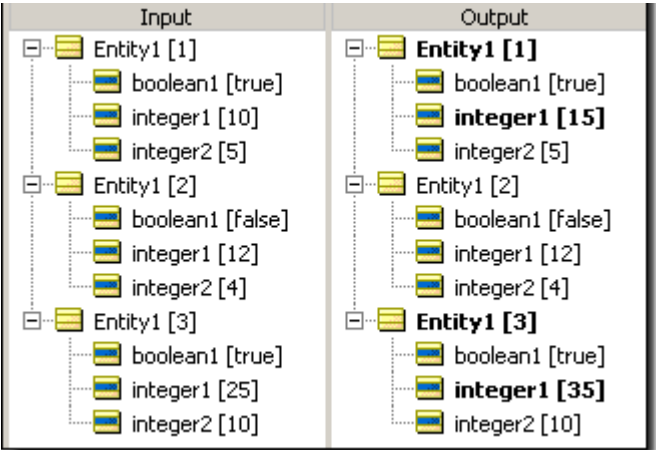 Input Output
Entity1 [1] Entity1 [1]
boolean1 [true] boolean1 [true]
integer1 [10] integer1 [15]
integer2 [5] integer2 [5]
Entity1 [2] Entity1 [2]
boolean1 [false] boolean1 [false]
integer1 [12] integer1 [12]
integer2 [4] integer2 [4]
Entity1 [3] Entity1 [3]
boolean1 [true] boolean1 [true]
integer1 [25] integer1 [35]
integer2 [10] integer2 [10]